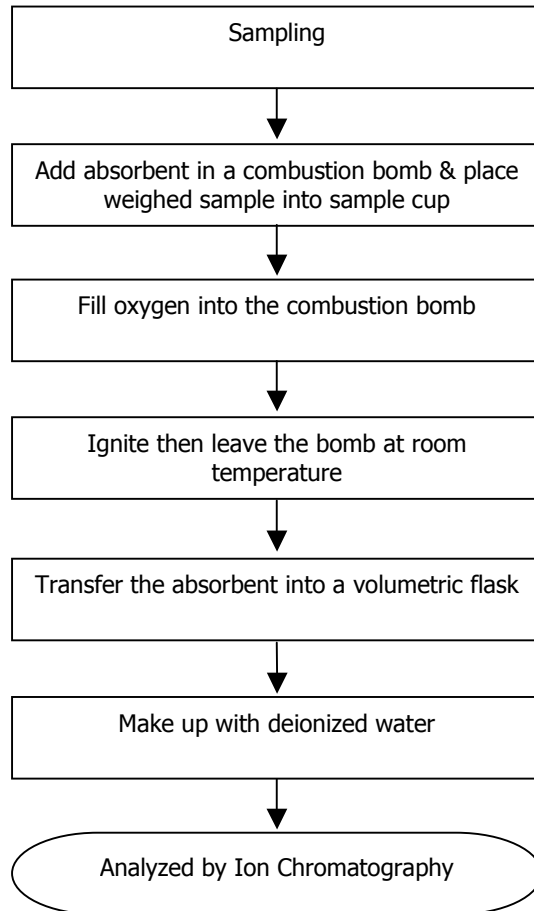 Sampling
Add absorbent in a combustion bomb & place
weighed sample into sample cup
Fill oxygen into the combustion bomb
Ignite then leave the bomb at room
temperature
Transfer the absorbent into a volumetric flask
Make up with deionized water
Analyzed by Ion Chromatography